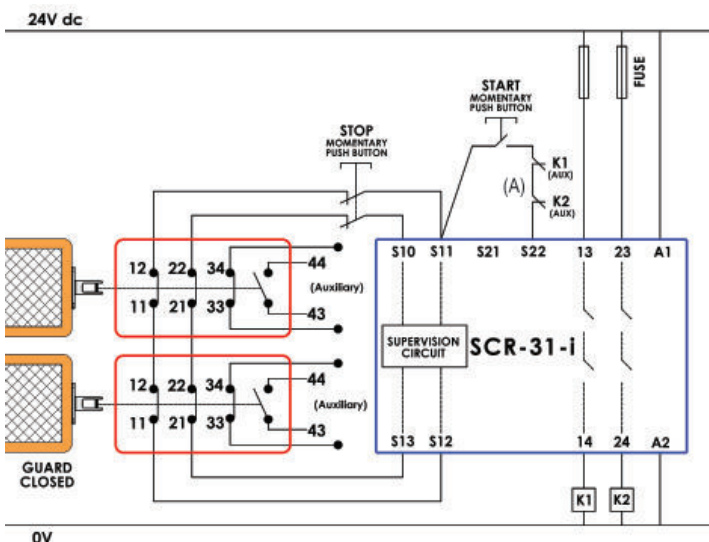 24V dc
FUSE
START
MOMENTARY
PUSH BUTTON
STOP
MOMENTARY
PUSH BUTTON
K1
(AUX)
(A)
K2
(AUX)
S10 S11 S21 S22 13 23 A1
12 22 34 44
(Auxiliary)
11 21 33 43
SUPERVISION
CIRCUIT
SCR-31-i
12 22 34 44
(Auxiliary)
11 21 33 43
S13 S12 14 24 A2
GUARD
CLOSED
K1 K2
0V